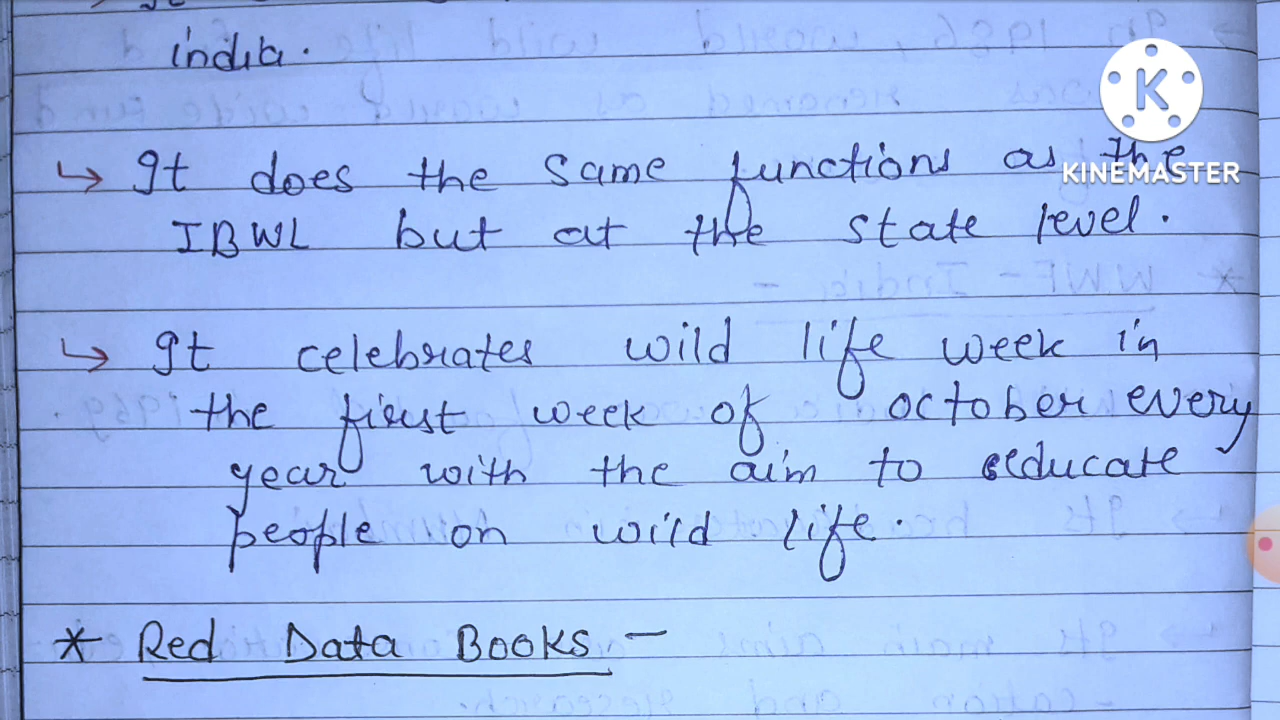 india.
↳ It does the same functions as the
IBWL but at the state level.
↳ It celebrates wild life week in
the first week of october every
year with the aim to educate
people on wild life.
* Red Data Books -
K
KINEMASTER